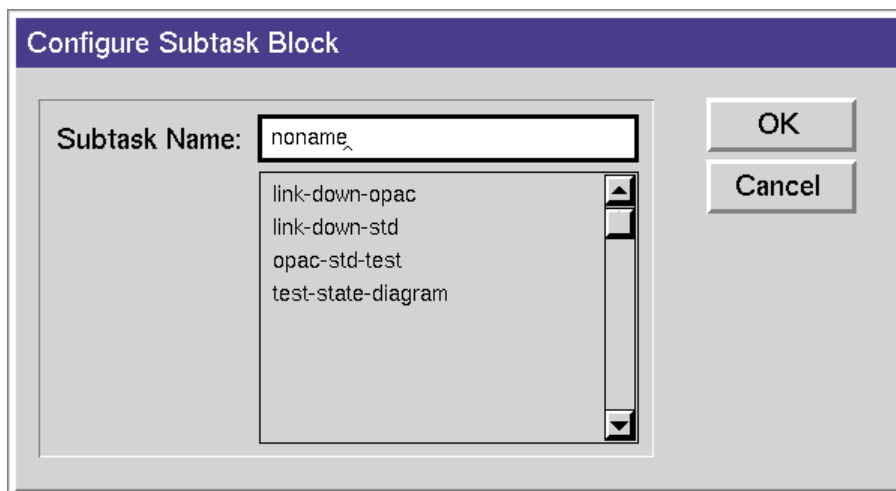 Configure Subtask Block
Subtask Name: noname
OK
link-down-opac
Cancel
link-down-std
opac-std-test
test-state-diagram